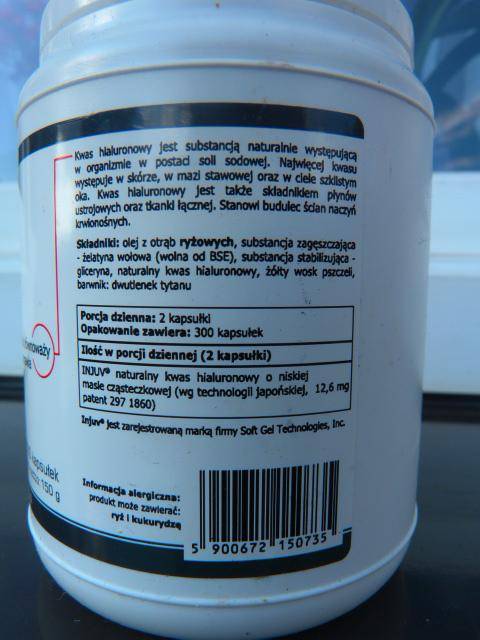 Kwas hialuronowy jest substancją naturalnie występującą
w organizmie w postaci soli sodowej. Najwięcej kwasu
występuje w skórze, w mazi stawowej oraz w ciele szklistym
oka. Kwas hialuronowy jest także składnikiem płynów
ustrojowych oraz tkanki łącznej. Stanowi budulec ścian naczyń
krwionośnych.
Składniki: olej z otrąb ryżowych, substancja zagęszczająca
- żelatyna wołowa (wolna od BSE), substancja stabilizująca -
gliceryna, naturalny kwas hialuronowy, żółty wosk pszczeli,
barwnik: dwutlenek tytanu
Porcja dzienna: 2 kapsułki
Opakowanie zawiera: 300 kapsułek
Ilość w porcji dziennej (2 kapsułki)
INJUV® naturalny kwas hialuronowy o niskiej
masie cząsteczkowej (wg technologii japońskiej, 12,6 mg
patent 297 1860)
Injuv® jest zarejestrowaną marką firmy Soft Gel Technologies, Inc.
kapsułek
150 g
Informacja alergiczna:
produkt może zawierać:
ryż i kukurydzę
5 900672 150735